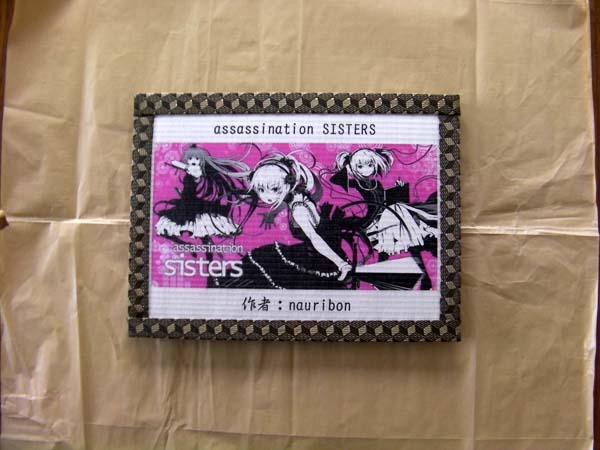 assassination SISTERS
assassination
sisters
作者：nauribon